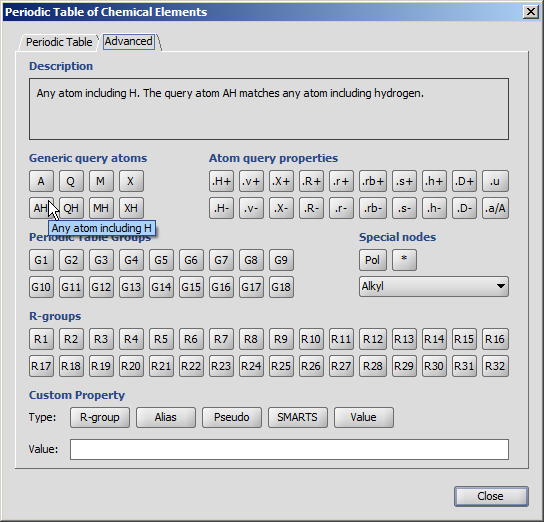 Periodic Table of Chemical Elements
Periodic Table Advanced
Description
Any atom including H. The query atom AH matches any atom including hydrogen.
Generic query atoms Atom query properties
A Q M X .H+ .v+ .X+ .R+ .r+ .rb+ .s+ .h+ .D+ .u
AH QH MH XH .H- .v- .X- .R- .r- .rb- .s- .h- .D- .a/A
Any atom including H
Periodic Table Groups Special nodes
G1 G2 G3 G4 G5 G6 G7 G8 G9 Pol *
G10 G11 G12 G13 G14 G15 G16 G17 G18 Alkyl
R-groups
R1 R2 R3 R4 R5 R6 R7 R8 R9 R10 R11 R12 R13 R14 R15 R16
R17 R18 R19 R20 R21 R22 R23 R24 R25 R26 R27 R28 R29 R30 R31 R32
Custom Property
Type: R-group Alias Pseudo SMARTS Value
Value:
Close